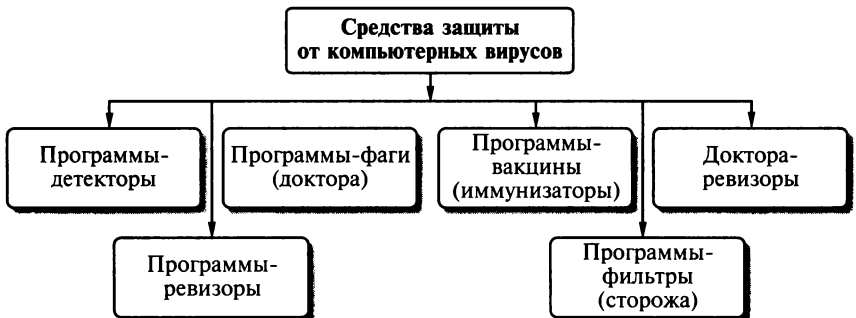 Средства защиты
от компьютерных вирусов
Программы-
детекторы
Программы-фаги
(доктора)
Программы-
вакцины
(иммунизаторы)
Доктора-
ревизоры
Программы-
ревизоры
Программы-
фильтры
(сторожа)